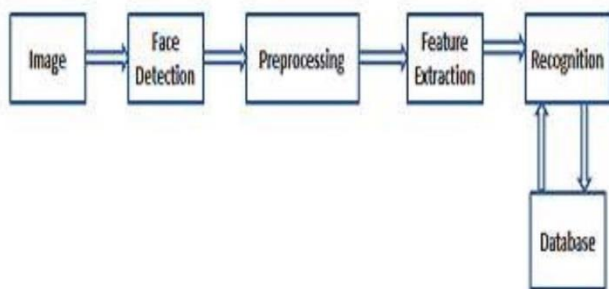 Image
Face
Detection
Preprocessing
Feature
Extraction
Recognition
Database